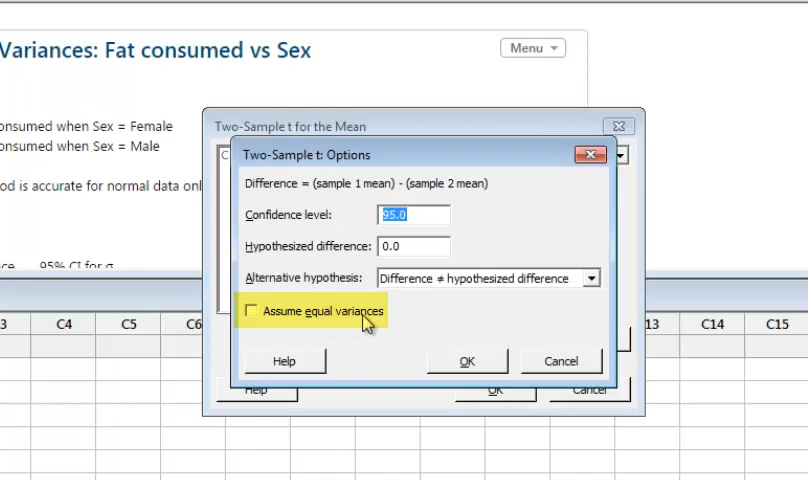 Variances: Fat consumed vs Sex
Menu
onsumed when Sex = Female
onsumed when Sex = Male
od is accurate for normal data onl
95% CI for σ
Two-Sample t for the Mean
C
Two-Sample t: Options
Difference = (sample 1 mean) - (sample 2 mean)
Confidence level: 95.0
Hypothesized difference: 0.0
Alternative hypothesis: Difference ≠ hypothesized difference
Assume equal variances
Help OK Cancel
Help OK Cancel
3 C4 C5 C6 13 C14 C15